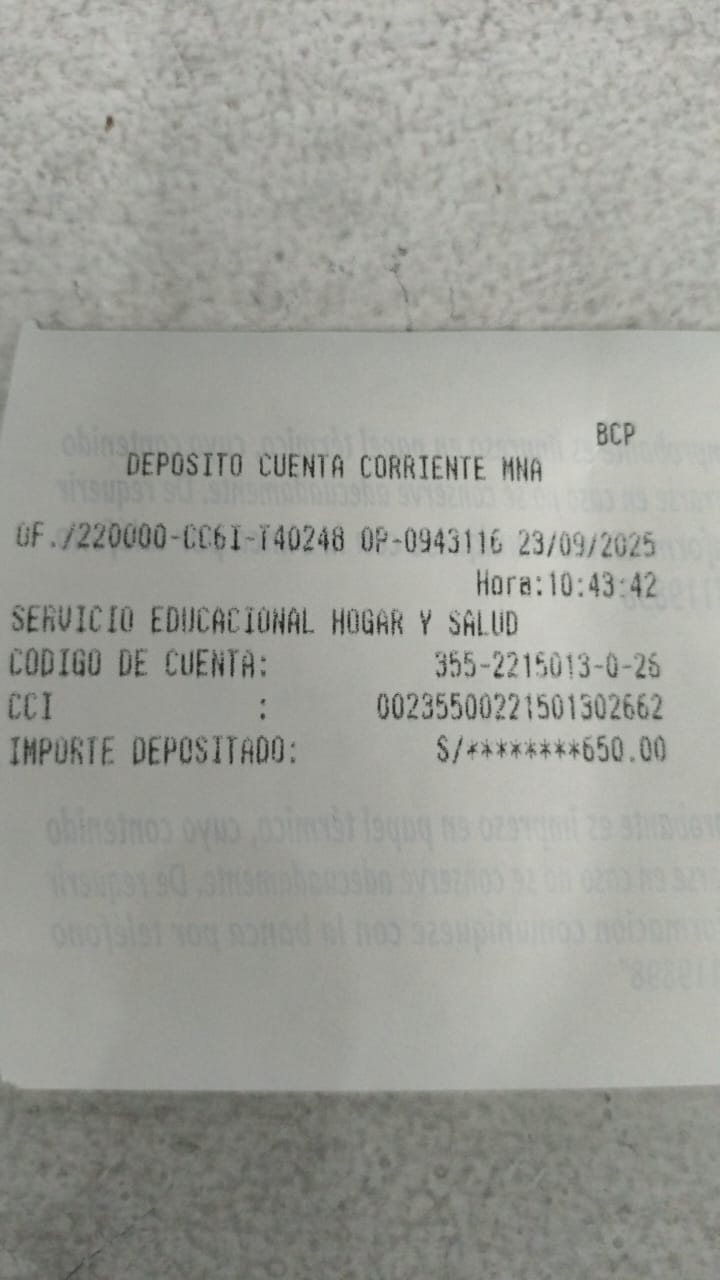 BCP
DEPOSITO CUENTA CORRIENTE MNA
OF./220000-CC6I-T40248 OP-0943116 23/09/2025
Hora:10:43:42
SERVICIO EDUCACIONAL HOGAR Y SALUD
CODIGO DE CUENTA: 355-2215013-0-26
CCI : 00235500221501302662
IMPORTE DEPOSITADO: S/********650.00